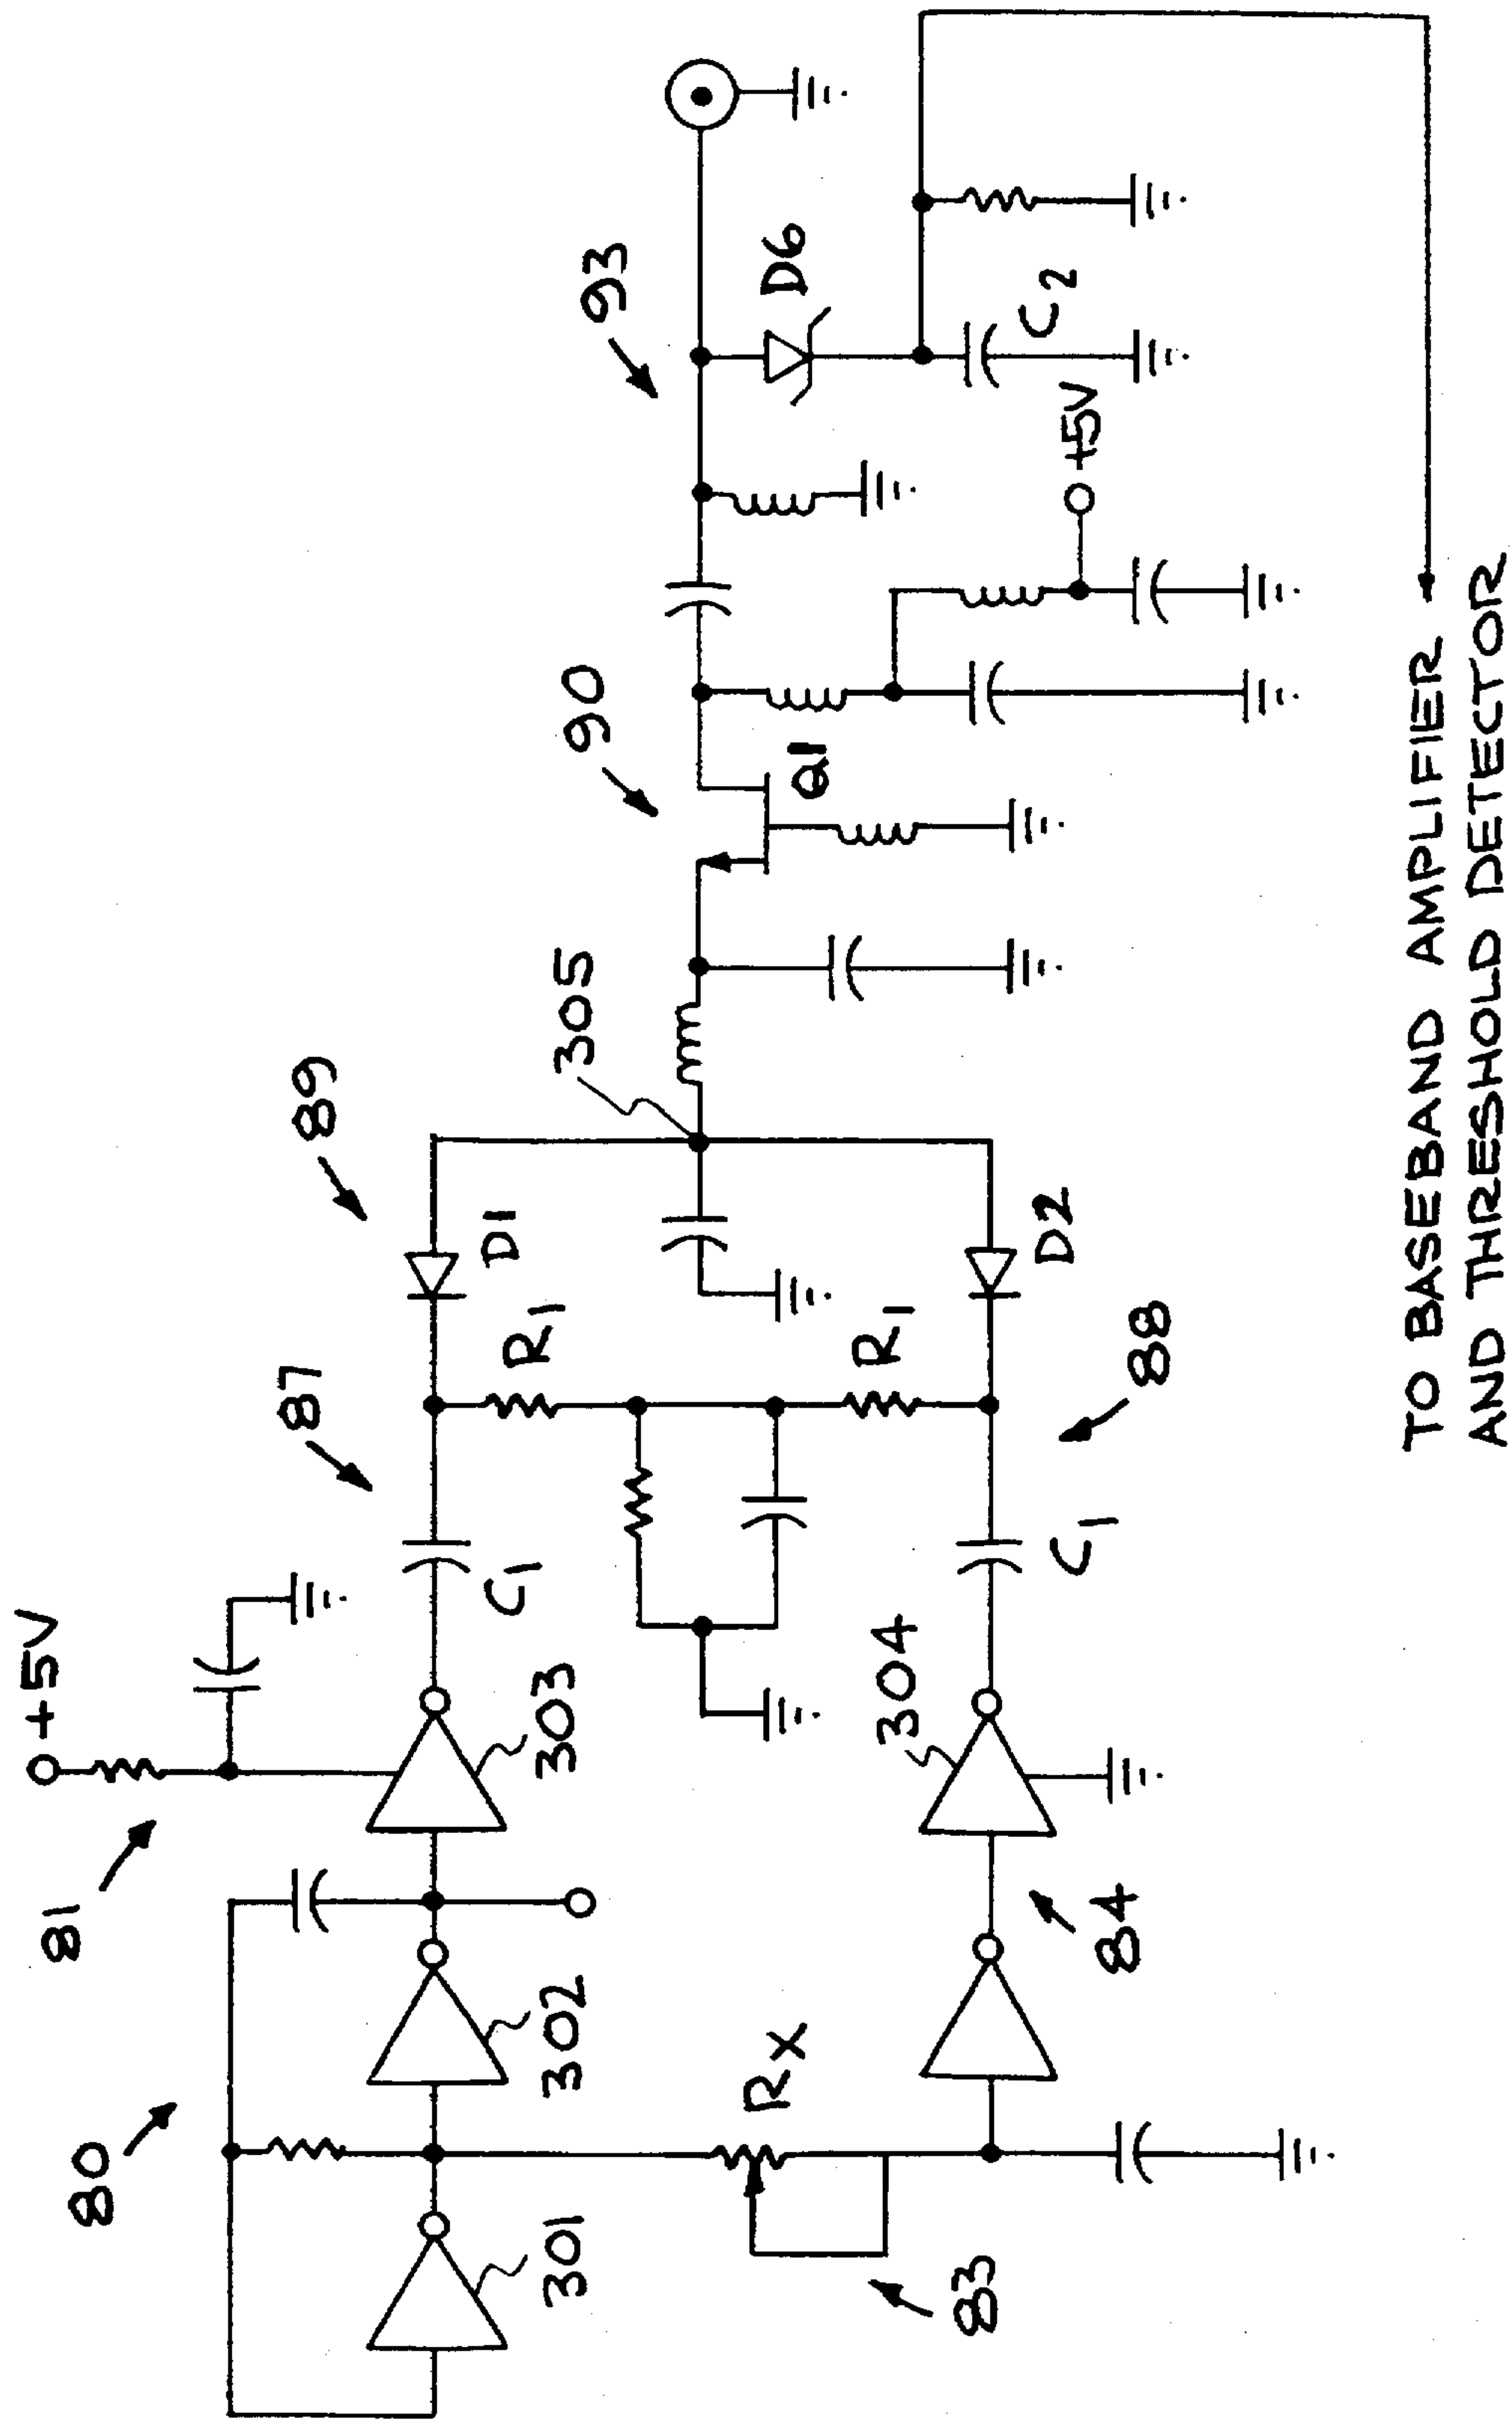 +5V
81
80
301
302
303
C1
87
R1
D1
89
305
90
Q1
93
D6
C2
+5V
83
RX
84
304
C1
88
R1
D2
TO BASEBAND AMPLIFIER
AND THRESHOLD DETECTOR